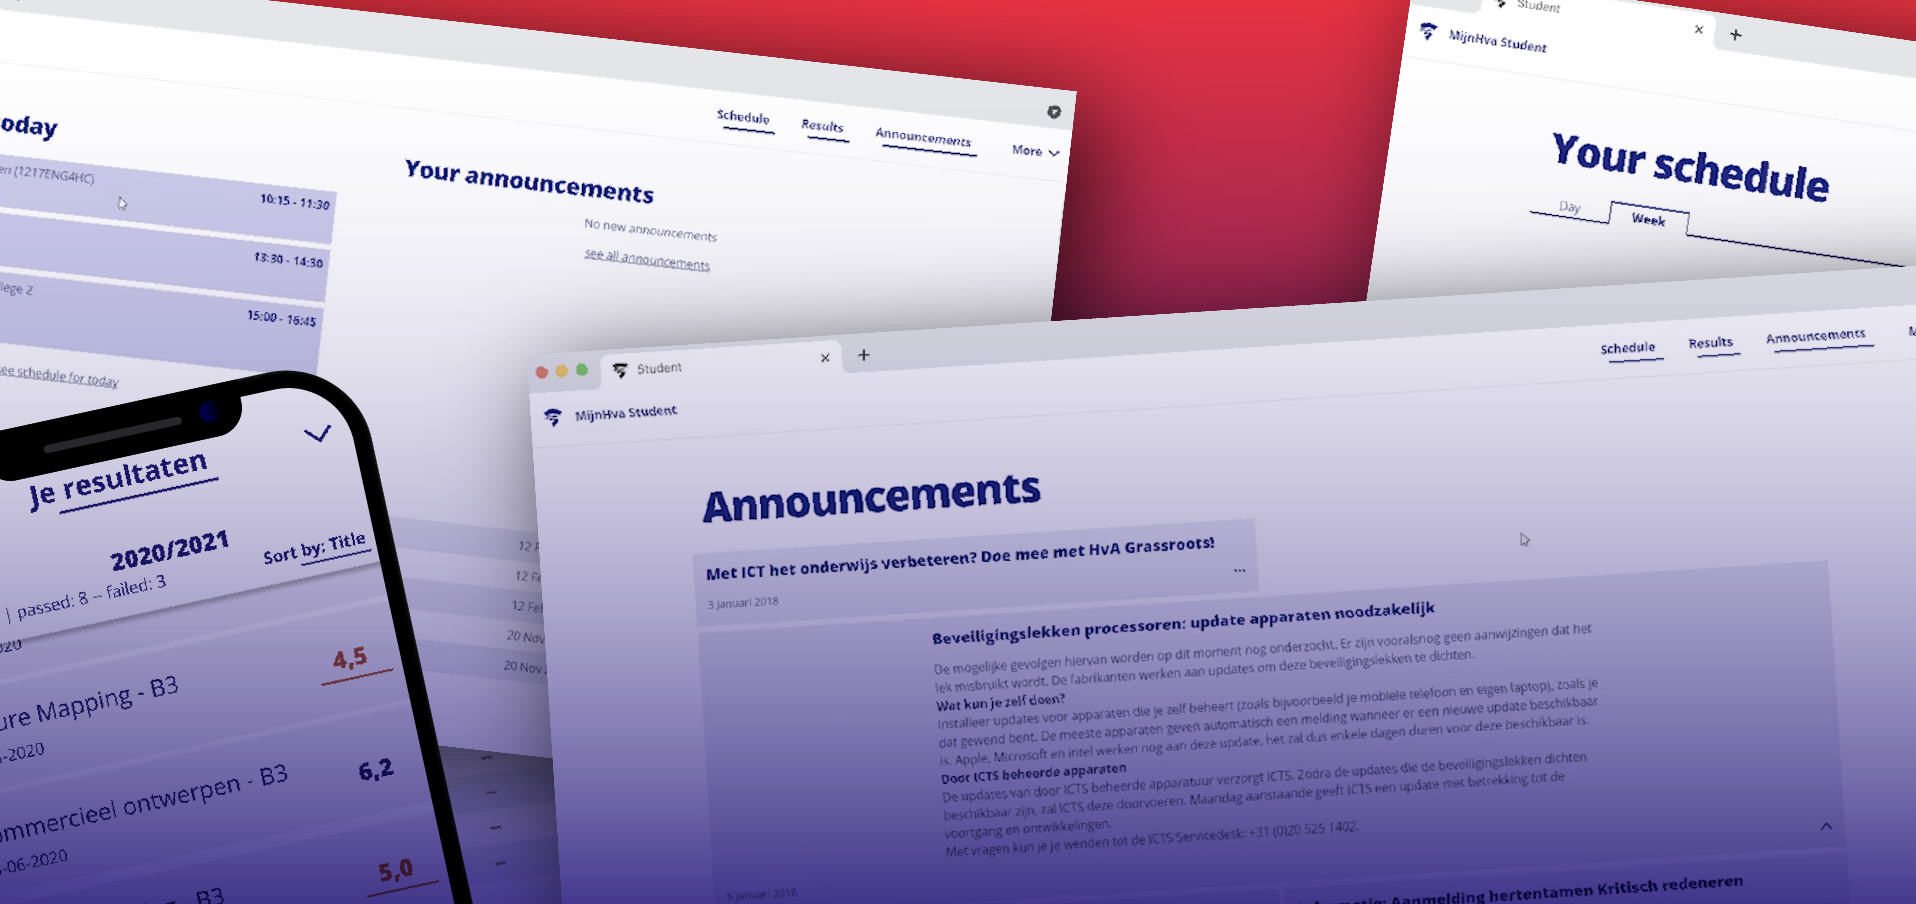 Schedule
Results
Announcements
More
today
(1217ENG4HC)
10:15 - 11:30
13:30 - 14:30
15:00 - 16:45
see schedule for today
Your announcements
No new announcements
see all announcements
12
12 Fe
12 Feb
20 Nov
20 Nov
Student
MijnHva Student
Your schedule
Day
Week
Je resultaten
2020/2021
| passed: 8 -- failed: 3
Sort by: Title
4,5
Mapping - B3
-2020
ommercieel ontwerpen - B3
6,2
-06-2020
5,0
- B3
Student
MijnHva Student
Schedule
Results
Announcements
Announcements
Met ICT het onderwijs verbeteren? Doe mee met HvA Grassroots!
...
3 januari 2018
Beveiligingslekken processoren: update apparaten noodzakelijk
De mogelijke gevolgen hiervan worden op dit moment nog onderzocht. Er zijn vooralsnog geen aanwijzingen dat het
lek misbruikt wordt. De fabrikanten werken aan updates om deze beveiligingslekken te dichten.
Wat kun je zelf doen?
Installeer updates voor apparaten die je zelf beheert (zoals bijvoorbeeld je mobiele telefoon en eigen laptop), zoals je
dat gewend bent. De meeste apparaten geven automatisch een melding wanneer er een nieuwe update beschikbaar
is. Apple, Microsoft en intel werken nog aan deze update, het zal dus enkele dagen duren voor deze beschikbaar is.
Door ICTS beheerde apparaten
De updates van door ICTS beheerde apparatuur verzorgt ICTS. Zodra de updates die de beveiligingslekken dichten
beschikbaar zijn, zal ICTS deze doorvoeren. Maandag aanstaande geeft ICTS een update met betrekking tot de
voortgang en ontwikkelingen.
Met vragen kun je je wenden tot de ICTS Servicedesk: +31 (0)20 525 1402.
5 januari 2018
Aanmelding hertentamen Kritisch redeneren